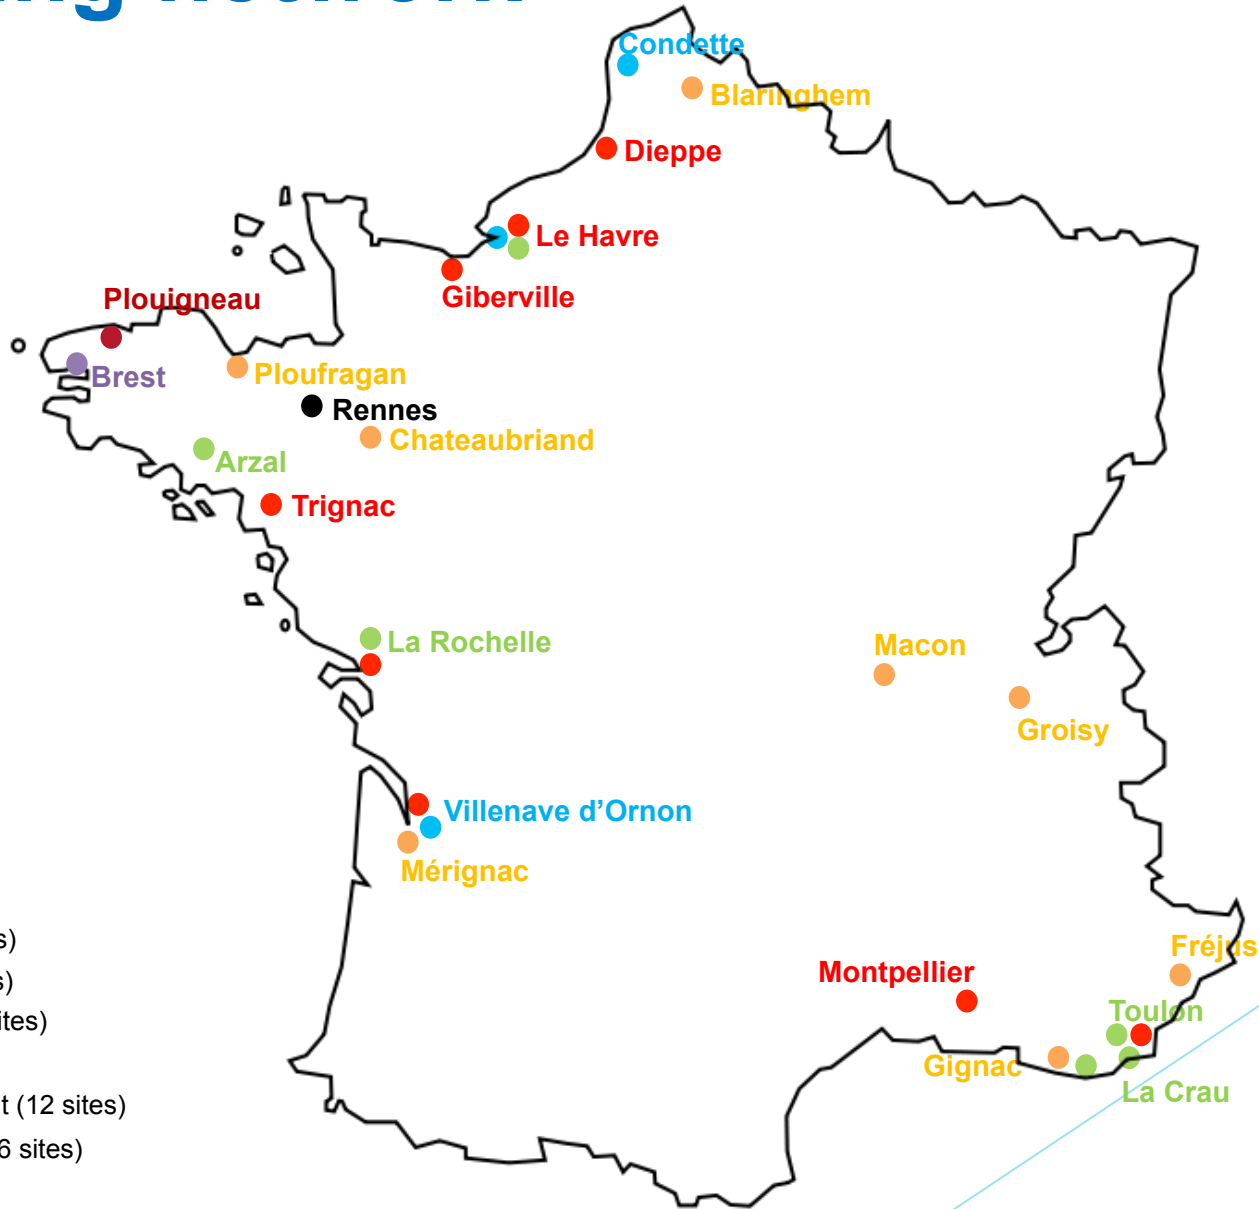 Condette
Blaringhem
Dieppe
Le Havre
Giberville
Plouigneau
Brest
Ploufragan
Rennes
Chateaubriand
Arzal
Trignac
La Rochelle
Macon
Groisy
Villenave d’Ornon
Mérignac
Fréjus
Montpellier
Toulon
Gignac
La Crau
(12 sites)
6 sites)